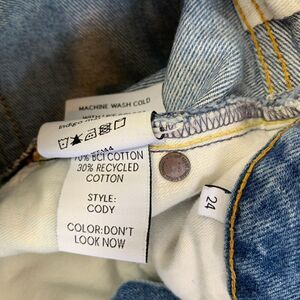 MACHINE WASH COLD
70% BCI COTTON
30% RECYCLED
COTTON
STYLE:
CODY
COLOR:DON'T
LOOK NOW
24